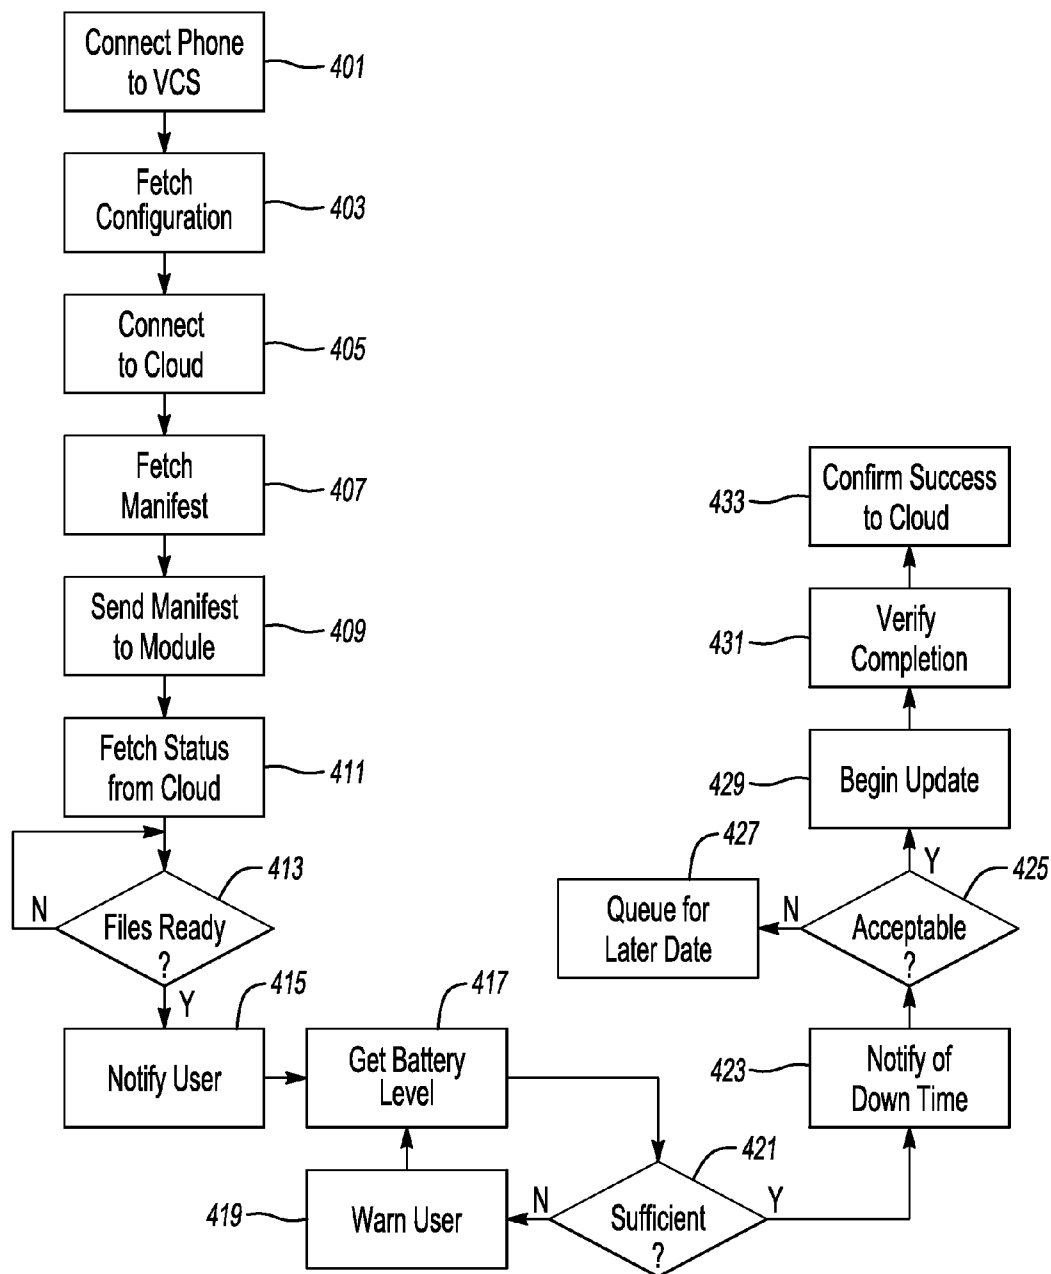 Connect Phone
to VCS
401
Fetch
Configuration
403
Connect
to Cloud
405
Fetch
Manifest
407
Send Manifest
to Module
409
Fetch Status
from Cloud
411
413
N
Files Ready
?
Y
415
Notify User
417
Get Battery
Level
419
Warn User
421
N
Sufficient
?
Y
423
Notify of
Down Time
425
N
Acceptable
?
Y
427
Queue for
Later Date
429
Begin Update
431
Verify
Completion
433
Confirm Success
to Cloud